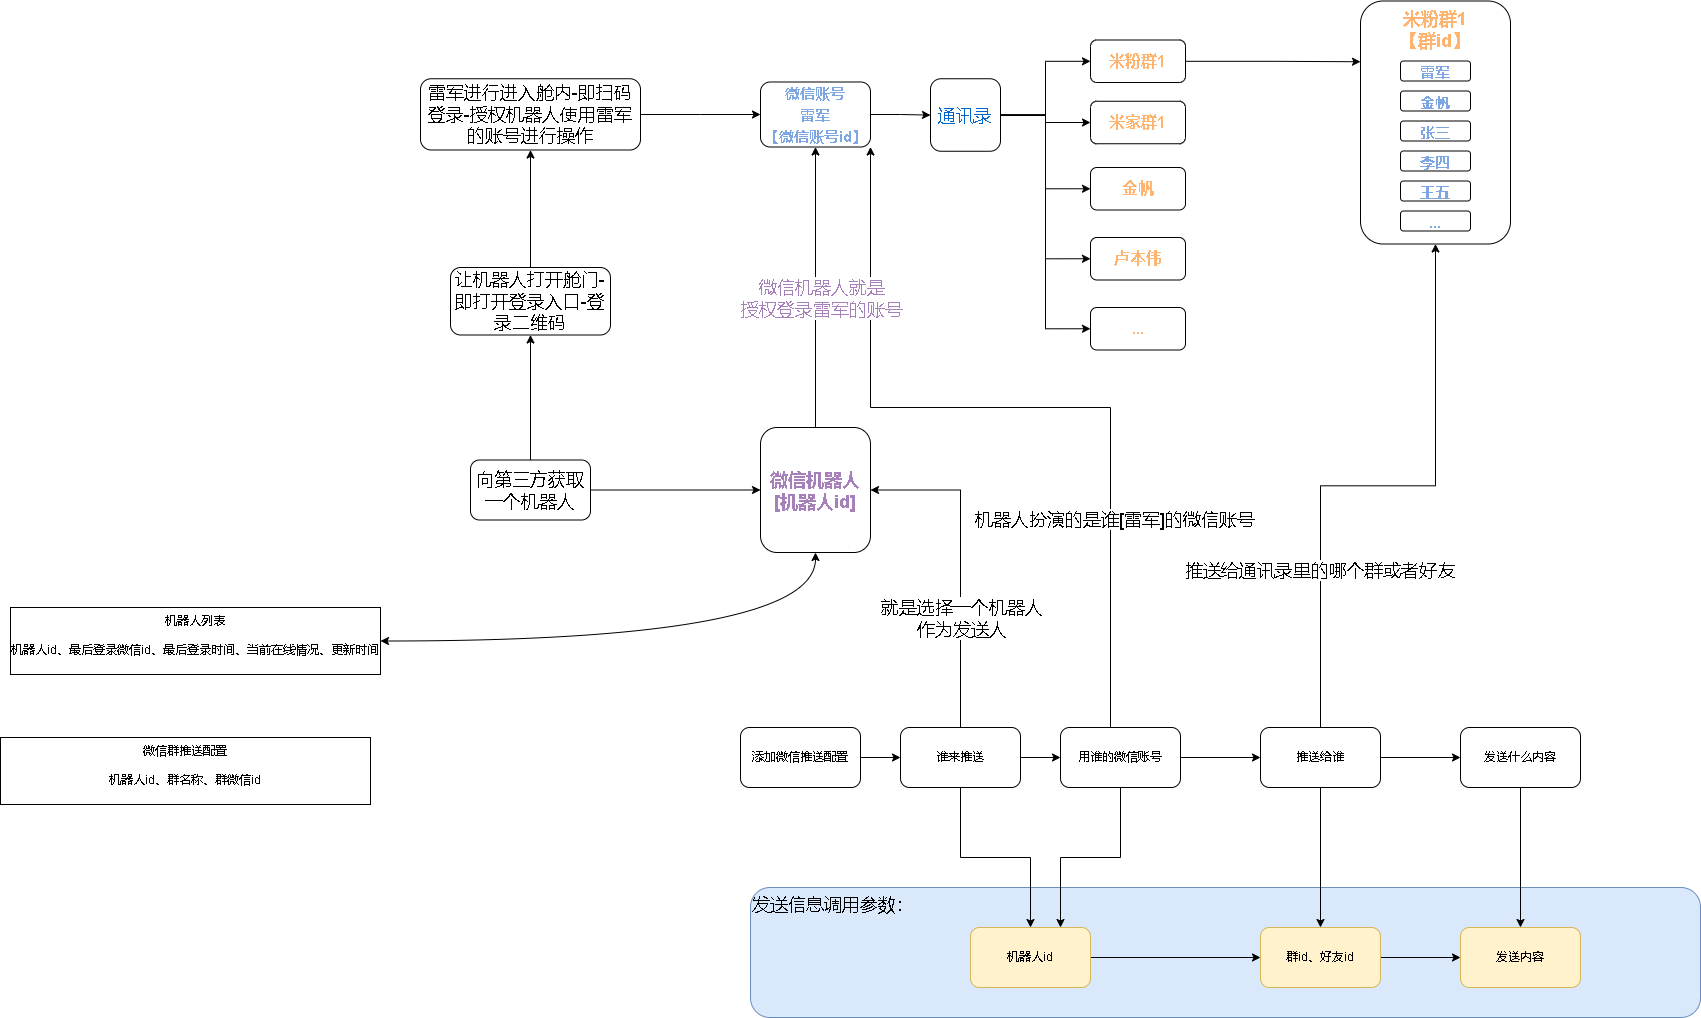 米粉群1
【群id】
雷军
金帆
张三
李四
王五
...
雷军进行进入舱内-即扫码
登录-授权机器人使用雷军
的账号进行操作
微信账号
雷军
【微信账号id】
通讯录
米粉群1
米家群1
金帆
卢本伟
...
让机器人打开舱门-
即打开登录入口-登
录二维码
微信机器人就是
授权登录雷军的账号
向第三方获取
一个机器人
微信机器人
[机器人id]
机器人扮演的是谁[雷军]的微信账号
推送给通讯录里的哪个群或者好友
就是选择一个机器人
作为发送人
机器人列表
机器人id、最后登录微信id、最后登录时间、当前在线情况、更新时间
微信群推送配置
机器人id、群名称、群微信id
添加微信推送配置
谁来推送
用谁的微信账号
推送给谁
发送什么内容
发送信息调用参数：
机器人id
群id、好友id
发送内容